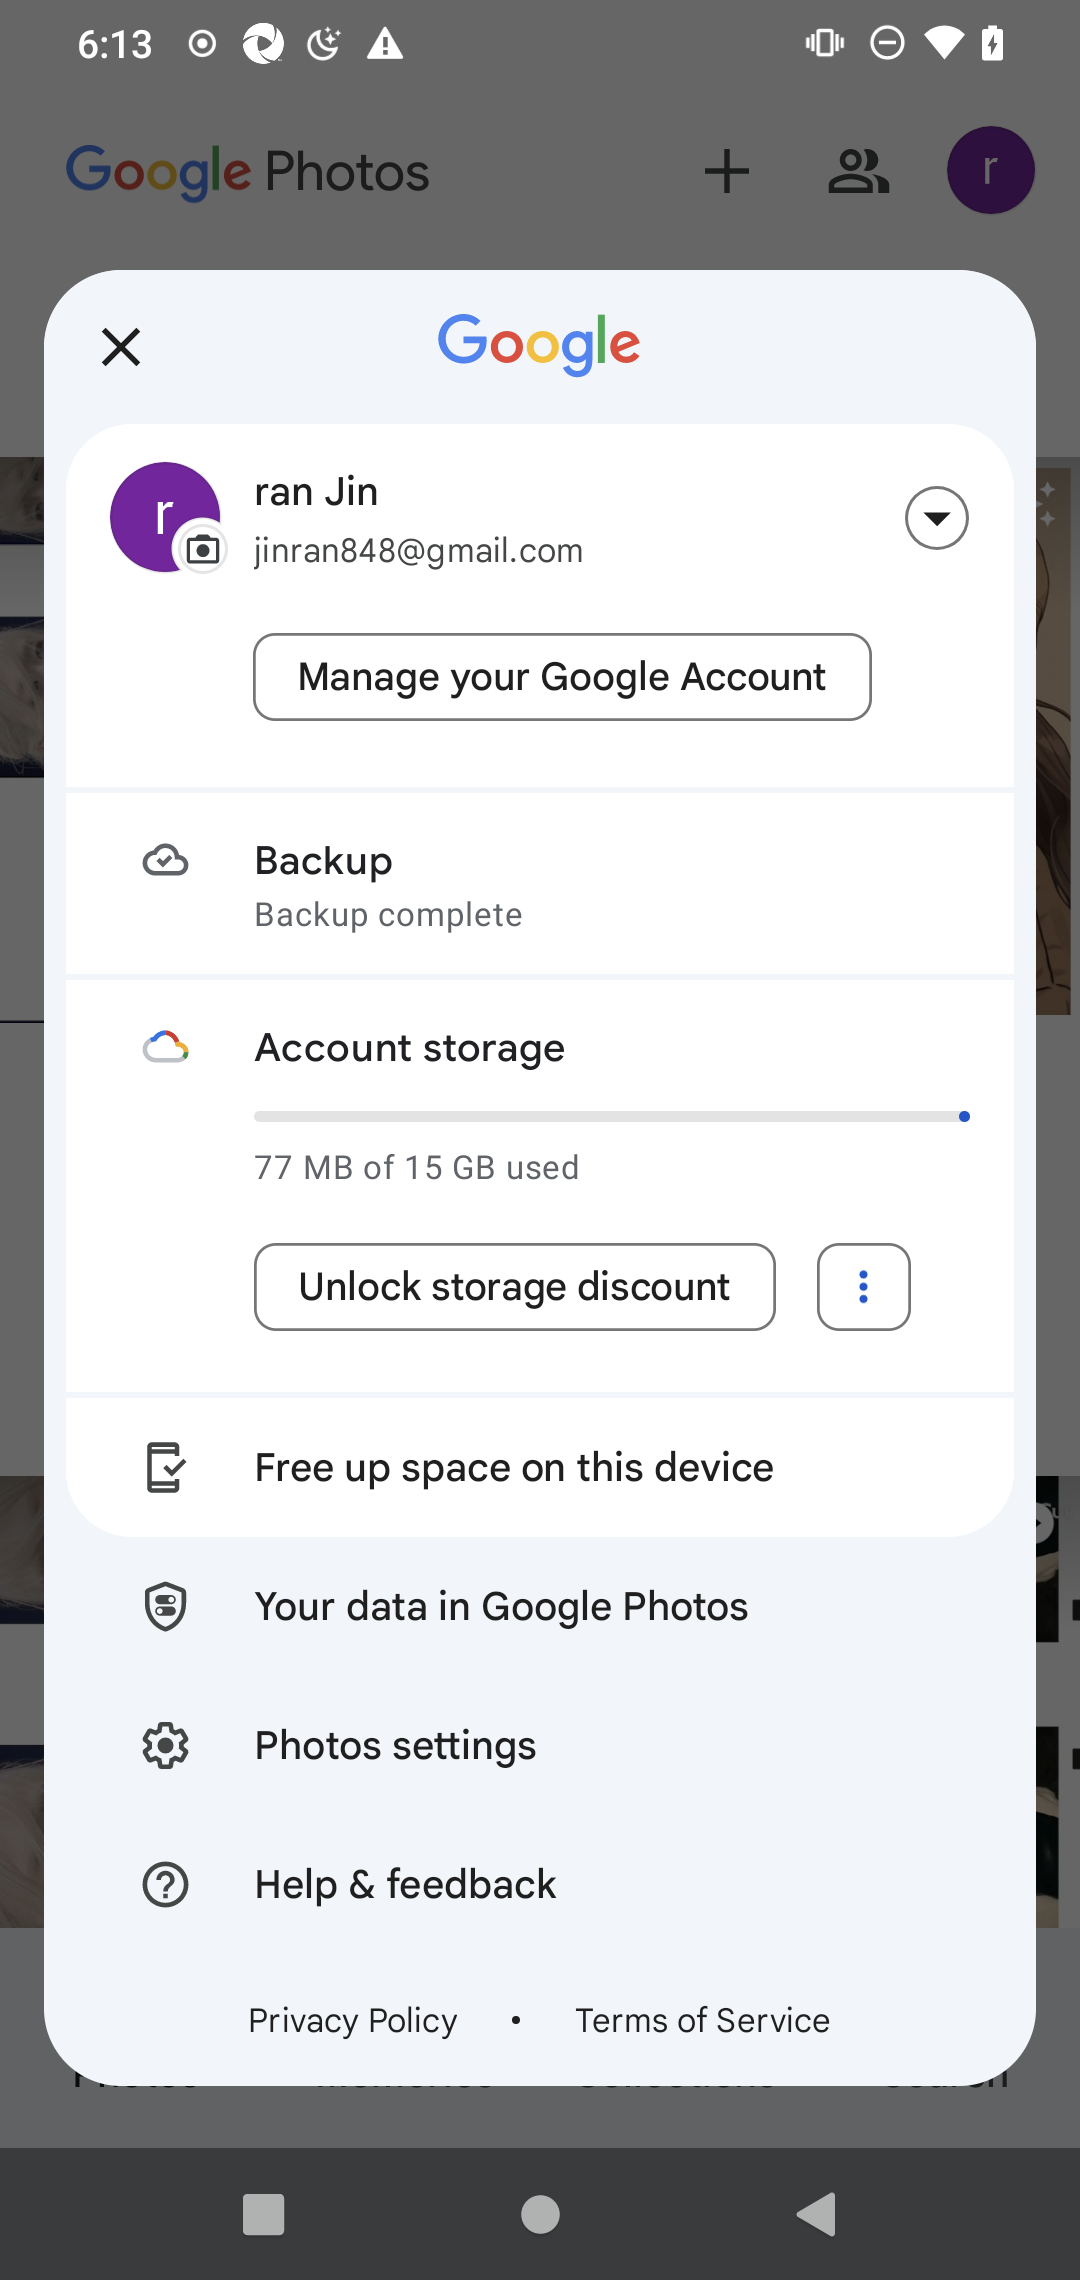 6:13
Google Photos
r
Google
r
ran Jin
jinran848@gmail.com
Manage your Google Account
Backup
Backup complete
Account storage
77 MB of 15 GB used
Unlock storage discount
Free up space on this device
Your data in Google Photos
Photos settings
Help & feedback
Privacy Policy • Terms of Service